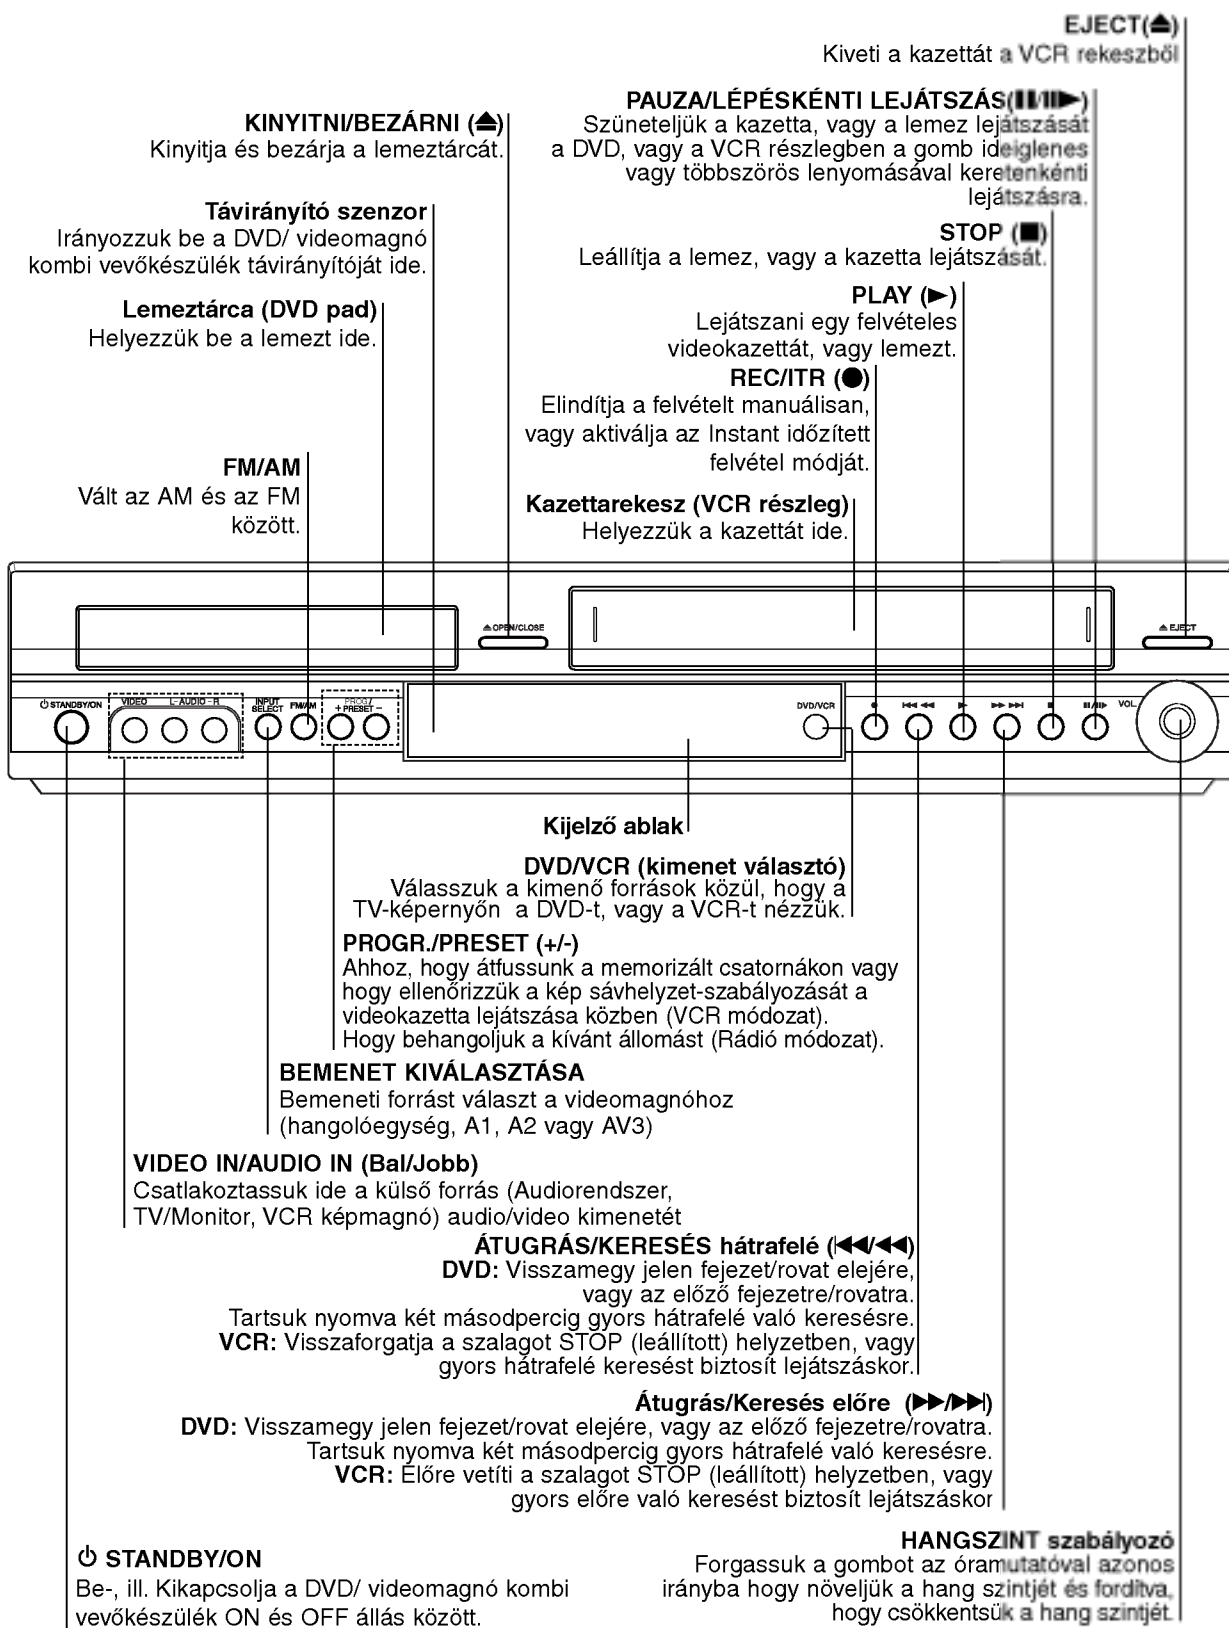 EJECT(⏏)
Kiveti a kazettát a VCR rekeszből
PAUZA/LÉPÉSKÉNTI LEJÁTSZÁS(▮▮/▮▮▶)
Szüneteljük a kazetta, vagy a lemez lejátszását
a DVD, vagy a VCR részlegben a gomb ideiglenes
vagy többszörös lenyomásával keretenkénti
lejátszásra.
KINYITNI/BEZÁRNI (⏏)
Kinyitja és bezárja a lemeztárcát.
Távirányító szenzor
Irányozzuk be a DVD/ videomagnó
kombi vevőkészülék távirányítóját ide.
STOP (■)
Leállítja a lemez, vagy a kazetta lejátszását.
Lemeztárca (DVD pad)
Helyezzük be a lemezt ide.
PLAY (►)
Lejátszani egy felvételes
videokazettát, vagy lemezt.
REC/ITR (●)
Elindítja a felvételt manuálisan,
vagy aktiválja az Instant időzített
felvétel módját.
FM/AM
Vált az AM és az FM
között.
Kazettarekesz (VCR részleg)
Helyezzük a kazettát ide.
⏏ OPEN/CLOSE
⏏ EJECT
⏻ STANDBY/ON
VIDEO
L- AUDIO -R
INPUT
SELECT
FM/AM
PROG/
+ PRESET −
DVD/VCR
●
I◀◀ ◀◀
▶
▶▶ ▶▶I
■
▮▮/▮▮▶
VOL.
Kijelző ablak
DVD/VCR (kimenet választó)
Válasszuk a kimenő források közül, hogy a
TV-képernyőn a DVD-t, vagy a VCR-t nézzük.
PROGR./PRESET (+/-)
Ahhoz, hogy átfussunk a memorizált csatornákon vagy
hogy ellenőrizzük a kép sávhelyzet-szabályozását a
videokazetta lejátszása közben (VCR módozat).
Hogy behangoljuk a kívánt állomást (Rádió módozat).
BEMENET KIVÁLASZTÁSA
Bemeneti forrást választ a videomagnóhoz
(hangolóegység, A1, A2 vagy AV3)
VIDEO IN/AUDIO IN (Bal/Jobb)
Csatlakoztassuk ide a külső forrás (Audiorendszer,
TV/Monitor, VCR képmagnó) audio/video kimenetét
ÁTUGRÁS/KERESÉS hátrafelé (I◀◀/◀◀)
DVD: Visszamegy jelen fejezet/rovat elejére,
vagy az előző fejezetre/rovatra.
Tartsuk nyomva két másodpercig gyors hátrafelé való keresésre.
VCR: Visszaforgatja a szalagot STOP (leállított) helyzetben, vagy
gyors hátrafelé keresést biztosít lejátszáskor.
Átugrás/Keresés előre (▶▶/▶▶I)
DVD: Visszamegy jelen fejezet/rovat elejére, vagy az előző fejezetre/rovatra.
Tartsuk nyomva két másodpercig gyors hátrafelé való keresésre.
VCR: Előre vetíti a szalagot STOP (leállított) helyzetben, vagy
gyors előre való keresést biztosít lejátszáskor
⏻ STANDBY/ON
Be-, ill. Kikapcsolja a DVD/ videomagnó kombi
vevőkészülék ON és OFF állás között.
HANGSZINT szabályozó
Forgassuk a gombot az óramutatóval azonos
irányba hogy növeljük a hang szintjét és fordítva,
hogy csökkentsük a hang szintjét.